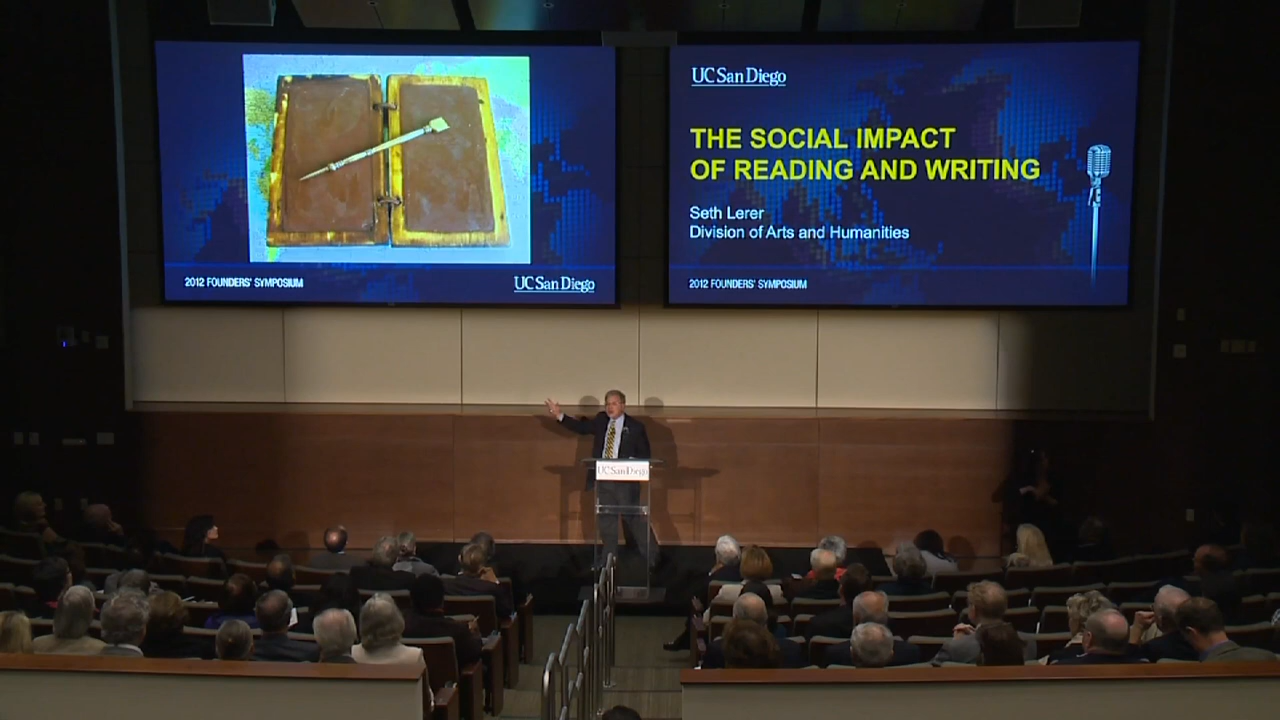 2012 FOUNDERS' SYMPOSIUM
UC San Diego
UC San Diego
THE SOCIAL IMPACT
OF READING AND WRITING
Seth Lerer
Division of Arts and Humanities
2012 FOUNDERS' SYMPOSIUM
UC San Diego